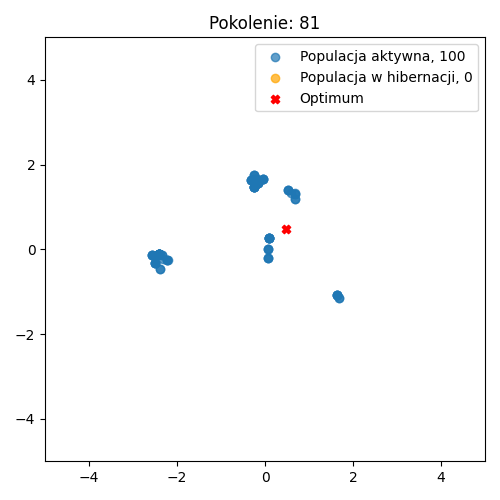 Pokolenie: 81
Populacja aktywna, 100
Populacja w hibernacji, 0
Optimum
4
2
0
−2
−4
−4 −2 0 2 4